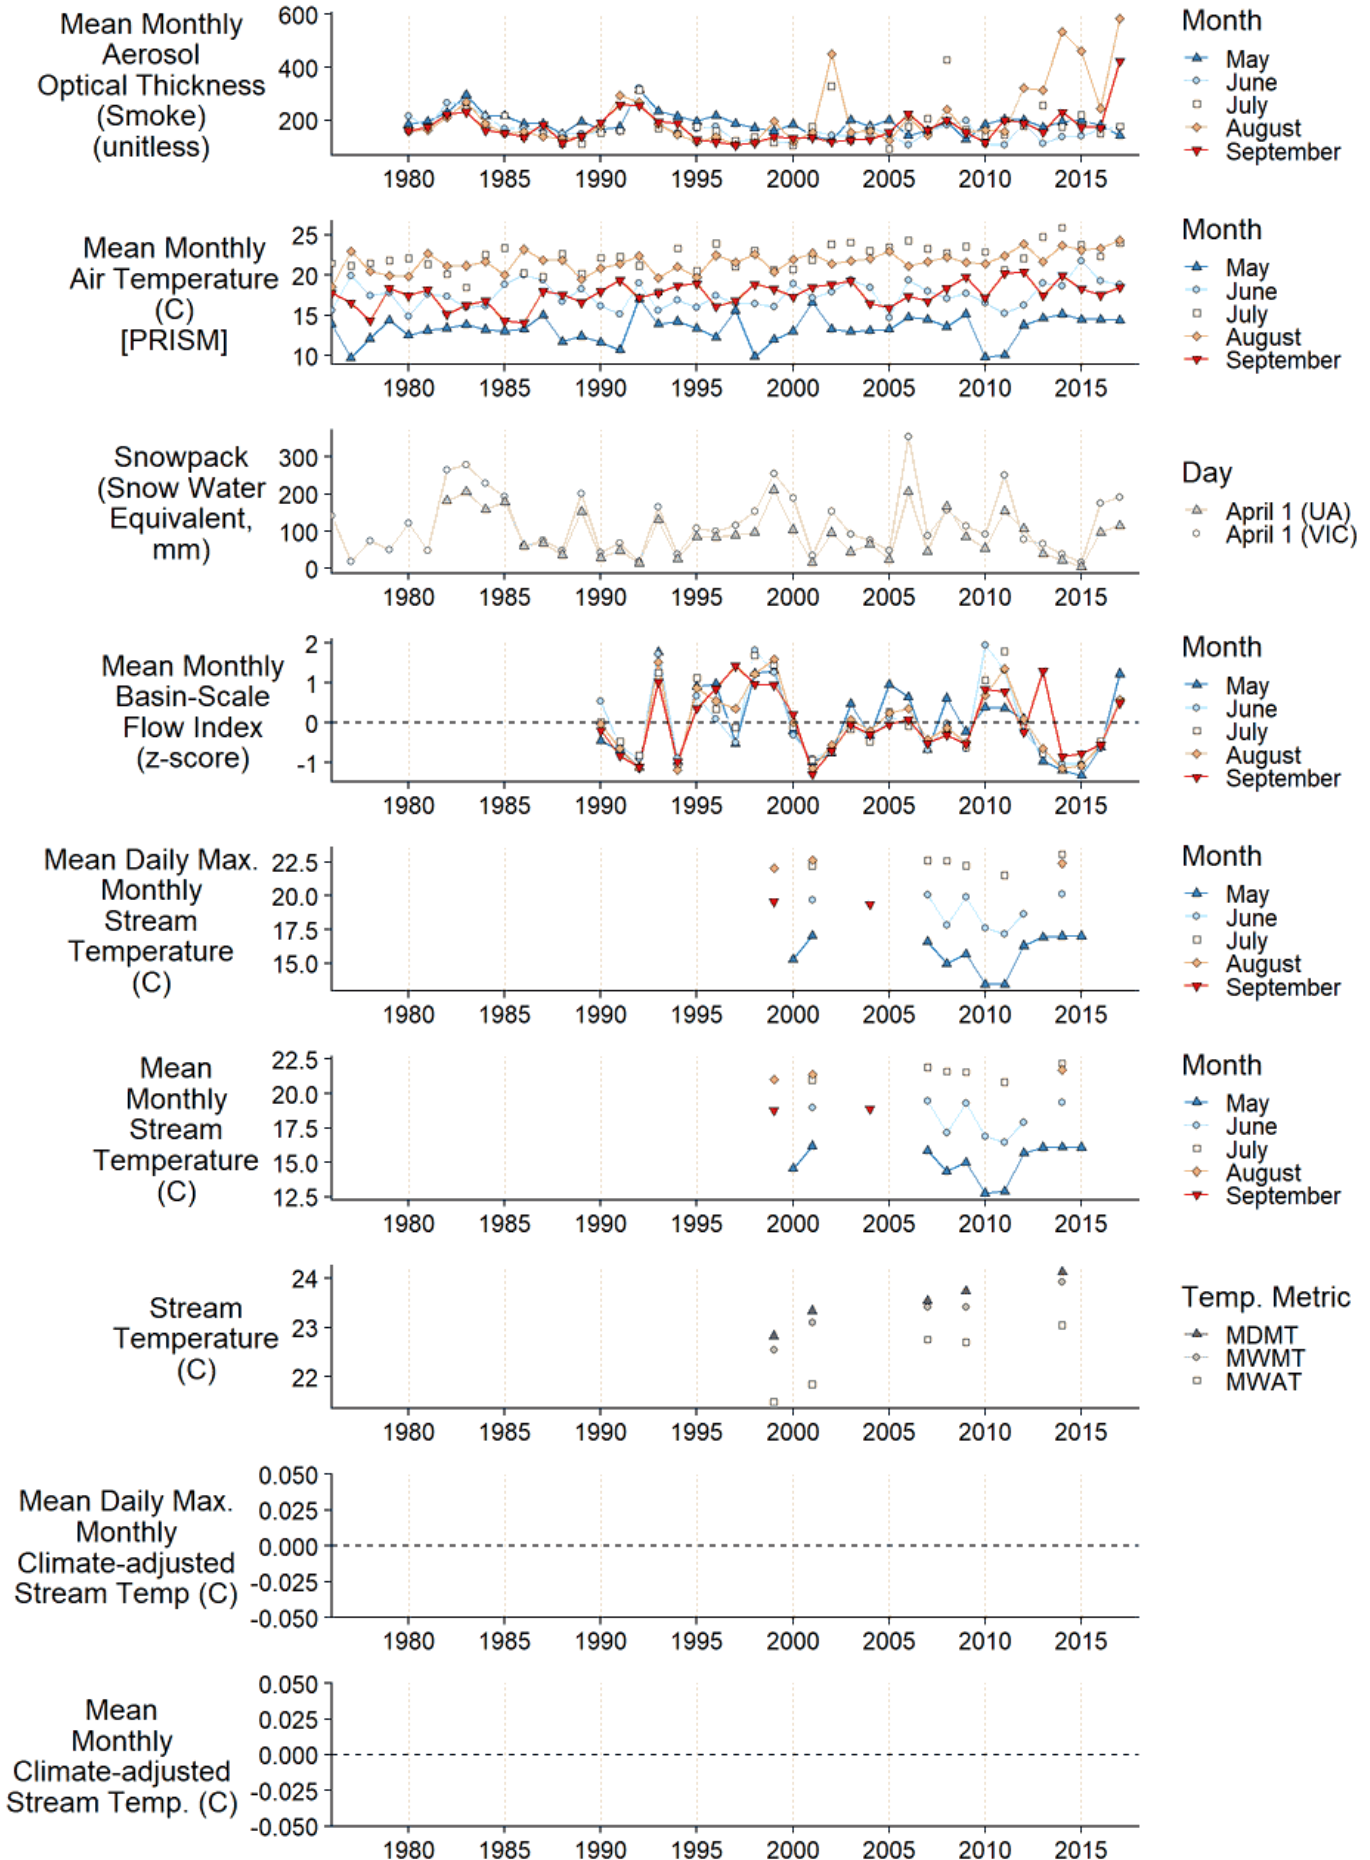 Mean Monthly
Aerosol
Optical Thickness
(Smoke)
(unitless)
600
400
200
1980 1985 1990 1995 2000 2005 2010 2015
Month
May
June
July
August
September
Mean Monthly
Air Temperature
(C)
[PRISM]
25
20
15
10
1980 1985 1990 1995 2000 2005 2010 2015
Month
May
June
July
August
September
Snowpack
(Snow Water
Equivalent,
mm)
300
200
100
0
1980 1985 1990 1995 2000 2005 2010 2015
Day
April 1 (UA)
April 1 (VIC)
Mean Monthly
Basin-Scale
Flow Index
(z-score)
2
1
0
-1
1980 1985 1990 1995 2000 2005 2010 2015
Month
May
June
July
August
September
Mean Daily Max.
Monthly
Stream
Temperature
(C)
22.5
20.0
17.5
15.0
1980 1985 1990 1995 2000 2005 2010 2015
Month
May
June
July
August
September
Mean
Monthly
Stream
Temperature
(C)
22.5
20.0
17.5
15.0
12.5
1980 1985 1990 1995 2000 2005 2010 2015
Month
May
June
July
August
September
Stream
Temperature
(C)
24
23
22
1980 1985 1990 1995 2000 2005 2010 2015
Temp. Metric
MDMT
MWMT
MWAT
Mean Daily Max.
Monthly
Climate-adjusted
Stream Temp (C)
0.050
0.025
0.000
-0.025
-0.050
1980 1985 1990 1995 2000 2005 2010 2015
Mean
Monthly
Climate-adjusted
Stream Temp. (C)
0.050
0.025
0.000
-0.025
-0.050
1980 1985 1990 1995 2000 2005 2010 2015